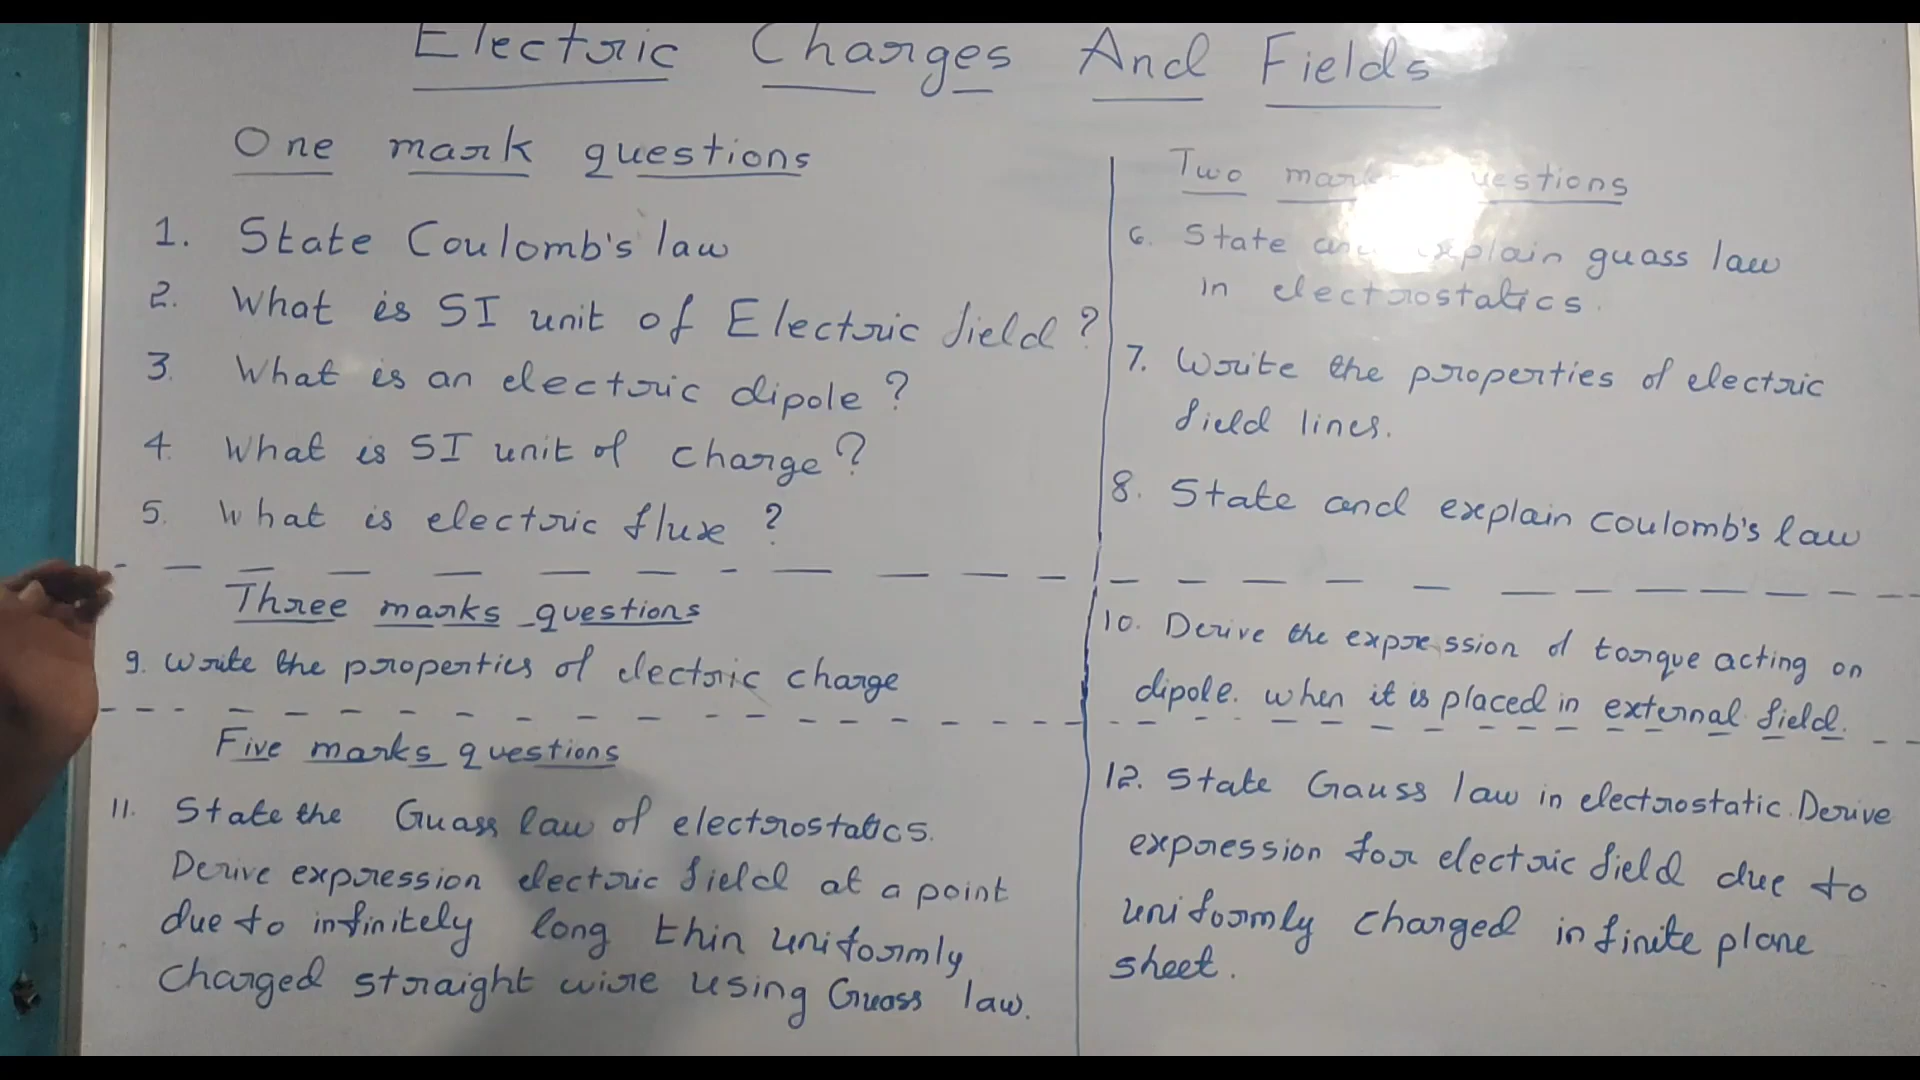 Electric Charges And Fields
One mark questions
1. State Coulomb's law
2. What is SI unit of Electric field?
3. What is an electric dipole?
4. What is SI unit of charge?
5. What is electric flux?
Two questions
6. State explain guass law
in electrostatics.
7. Write the properties of electric
field lines.
8. State and explain coulomb's law
Three marks questions
9. Write the properties of electric charge
10. Derive the expression of torque acting on
dipole. when it is placed in external field.
Five marks questions
11. State the Guass law of electrostatics.
Derive expression electric field at a point
due to infinitely long thin uniformly
charged straight wire using Guass law.
12. State Gauss law in electrostatic. Derive
expression for electric field due to
uniformly charged infinite plane
sheet.